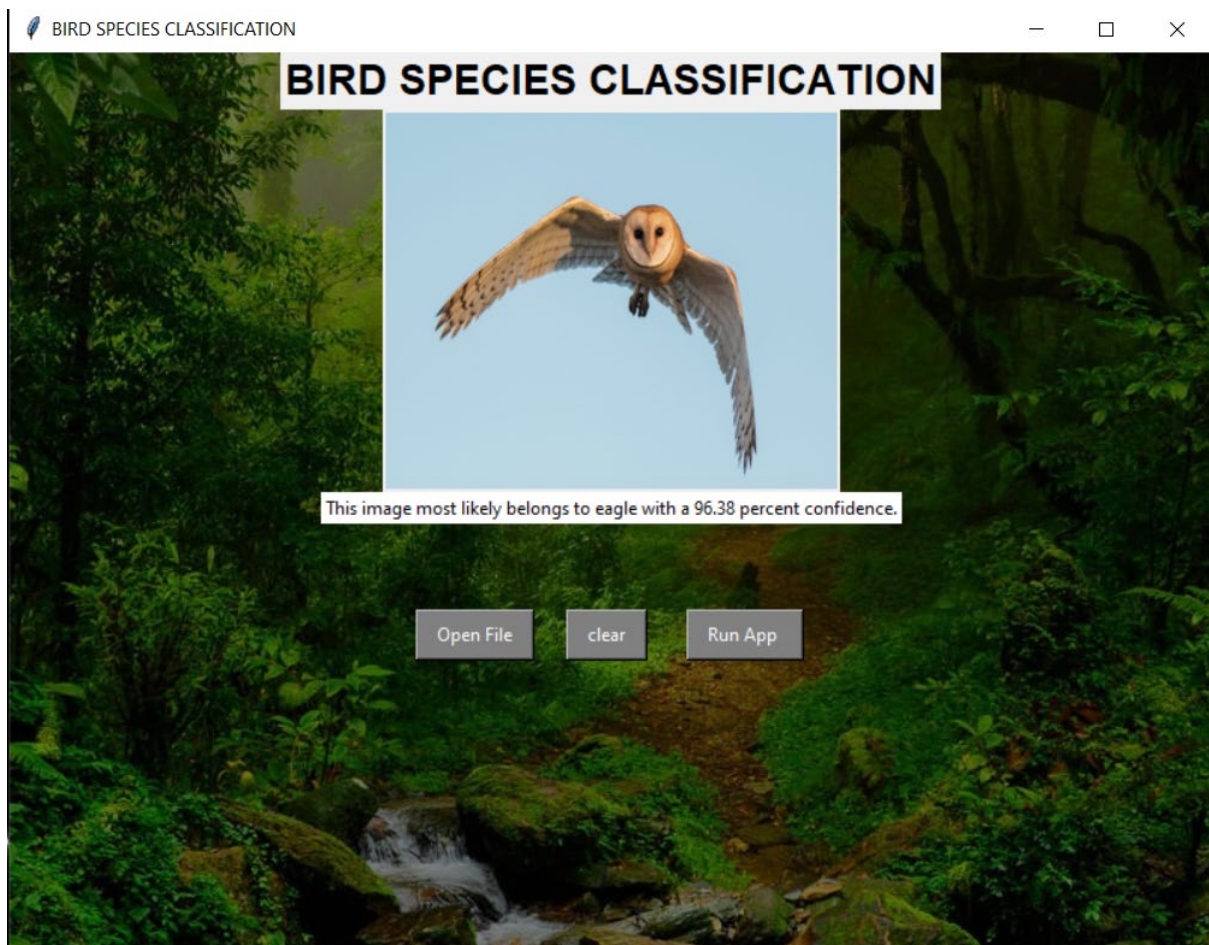 BIRD SPECIES CLASSIFICATION
BIRD SPECIES CLASSIFICATION
This image most likely belongs to eagle with a 96.38 percent confidence.
Open File
clear
Run App